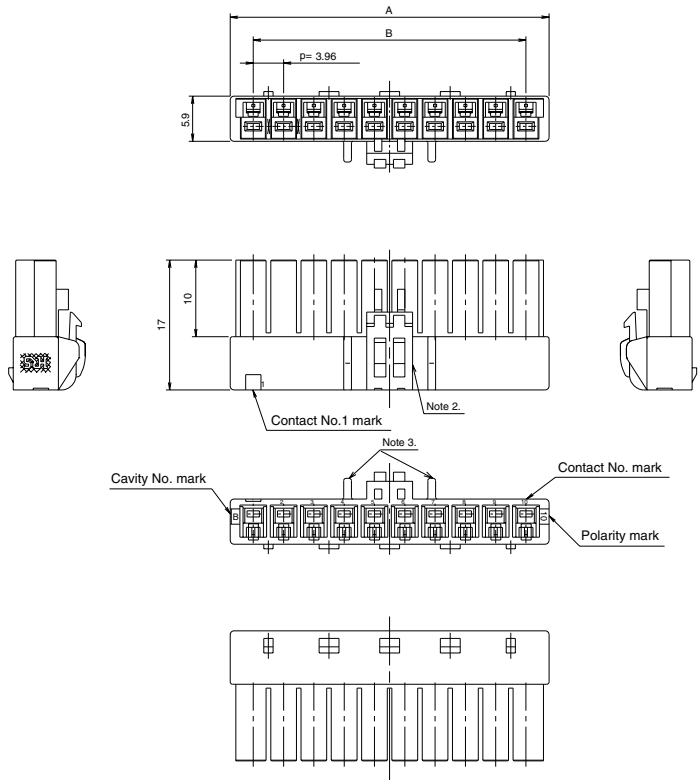 A
B
p= 3.96
5.9
17
10
1
Note 2.
Contact No.1 mark
Note 3.
Cavity No. mark
Contact No. mark
2 3 4 5 6 7 8 9 10
B
10
Polarity mark